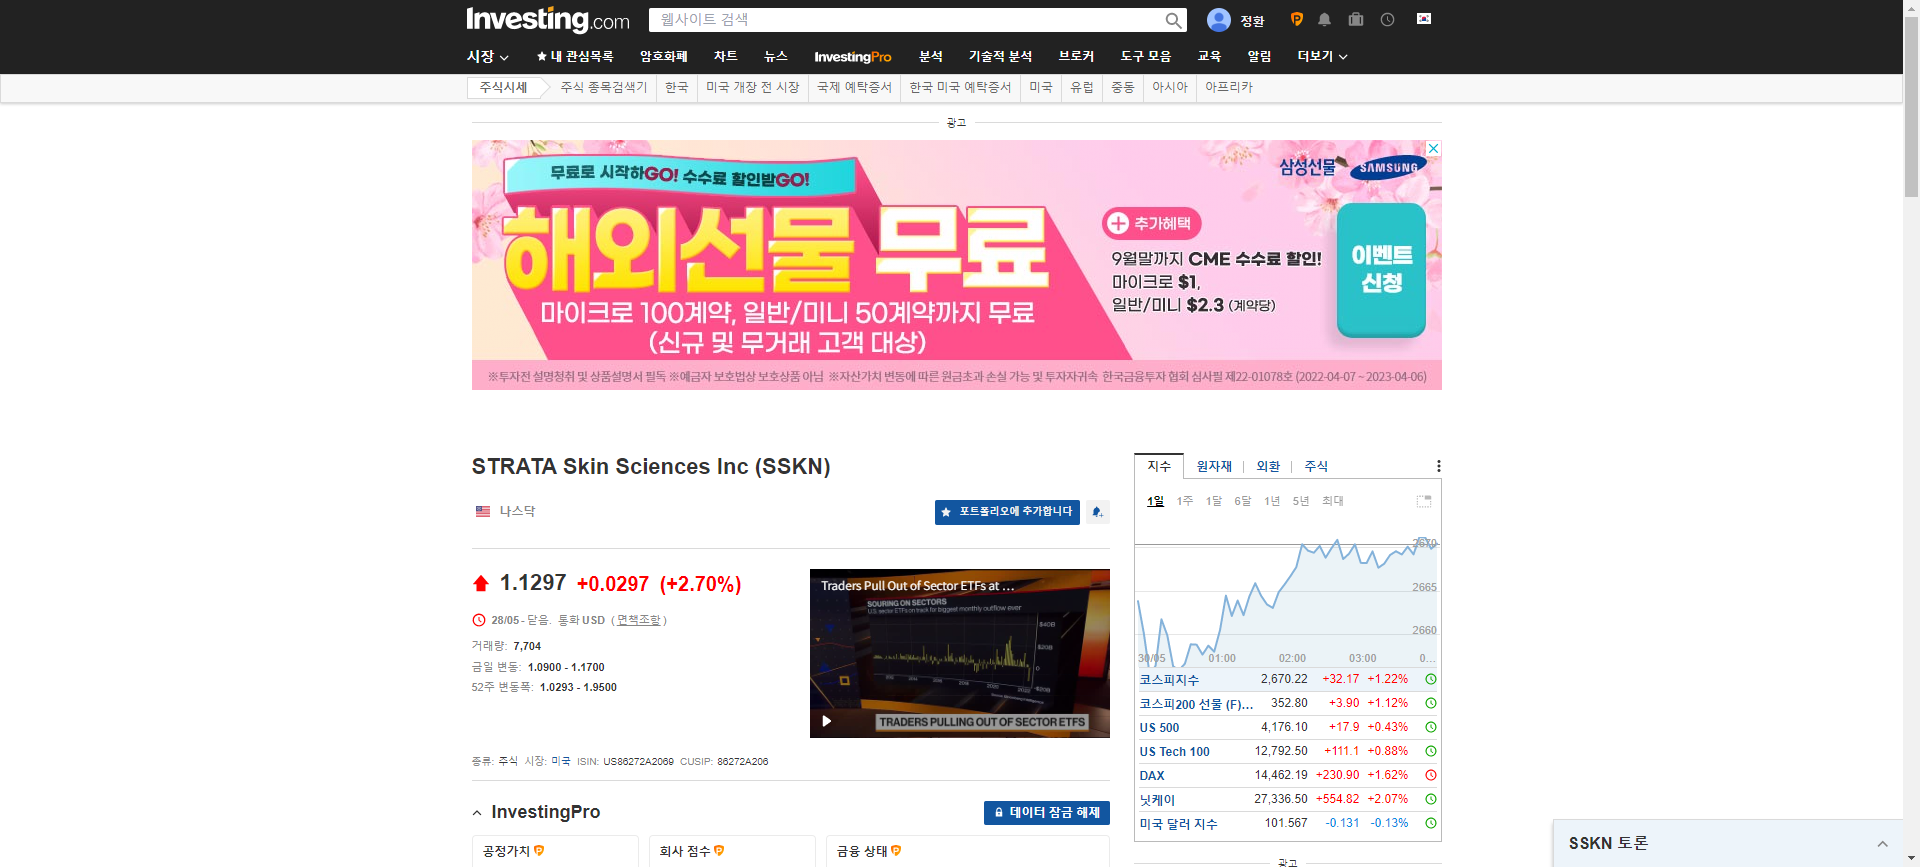 Investing.com
웹사이트 검색
정환
시장
내 관심목록
암호화폐
차트
뉴스
InvestingPro
분석
기술적 분석
브로커
도구 모음
교육
알림
더보기
주식시세
주식 종목검색기
한국
미국 개장 전 시장
국제 예탁증서
한국 미국 예탁증서
미국
유럽
중동
아시아
아프리카
광고
무료로 시작하GO! 수수료 할인받GO!
해외선물 무료
마이크로 100계약, 일반/미니 50계약까지 무료
(신규 및 무거래 고객 대상)
삼성선물 SAMSUNG
추가혜택
9월말까지 CME 수수료 할인!
마이크로 $1,
일반/미니 $2.3 (계약당)
이벤트
신청
※투자전 설명청취 및 상품설명서 필독 ※예금자 보호법상 보호상품 아님 ※자산가치 변동에 따른 원금초과 손실 가능 및 투자자귀속 한국금융투자 협회 심사필 제22-01078호 (2022-04-07 ~ 2023-04-06)
STRATA Skin Sciences Inc (SSKN)
나스닥
포트폴리오에 추가합니다
1.1297 +0.0297 (+2.70%)
28/05 - 닫음. 통화 USD ( 면책조항 )
거래량: 7,704
금일 변동: 1.0900 - 1.1700
52주 변동폭: 1.0293 - 1.9500
Traders Pull Out of Sector ETFs at ...
SOURING ON SECTORS
U.S. sector ETFs on track for biggest monthly outflow ever
$40B
$20B
0
-$20B
TRADERS PULLING OUT OF SECTOR ETFS
종류: 주식 시장: 미국 ISIN: US86272A2069 CUSIP: 86272A206
InvestingPro
데이터 잠금 해제
공정가치
회사 점수
금융 상태
지수
원자재
외환
주식
1일 1주 1달 6달 1년 5년 최대
2670
2665
2660
30/05 01:00 02:00 03:00 0...
코스피지수 2,670.22 +32.17 +1.22%
코스피200 선물 (F)... 352.80 +3.90 +1.12%
US 500 4,176.10 +17.9 +0.43%
US Tech 100 12,792.50 +111.1 +0.88%
DAX 14,462.19 +230.90 +1.62%
닛케이 27,336.50 +554.82 +2.07%
미국 달러 지수 101.567 -0.131 -0.13%
광고
SSKN 토론